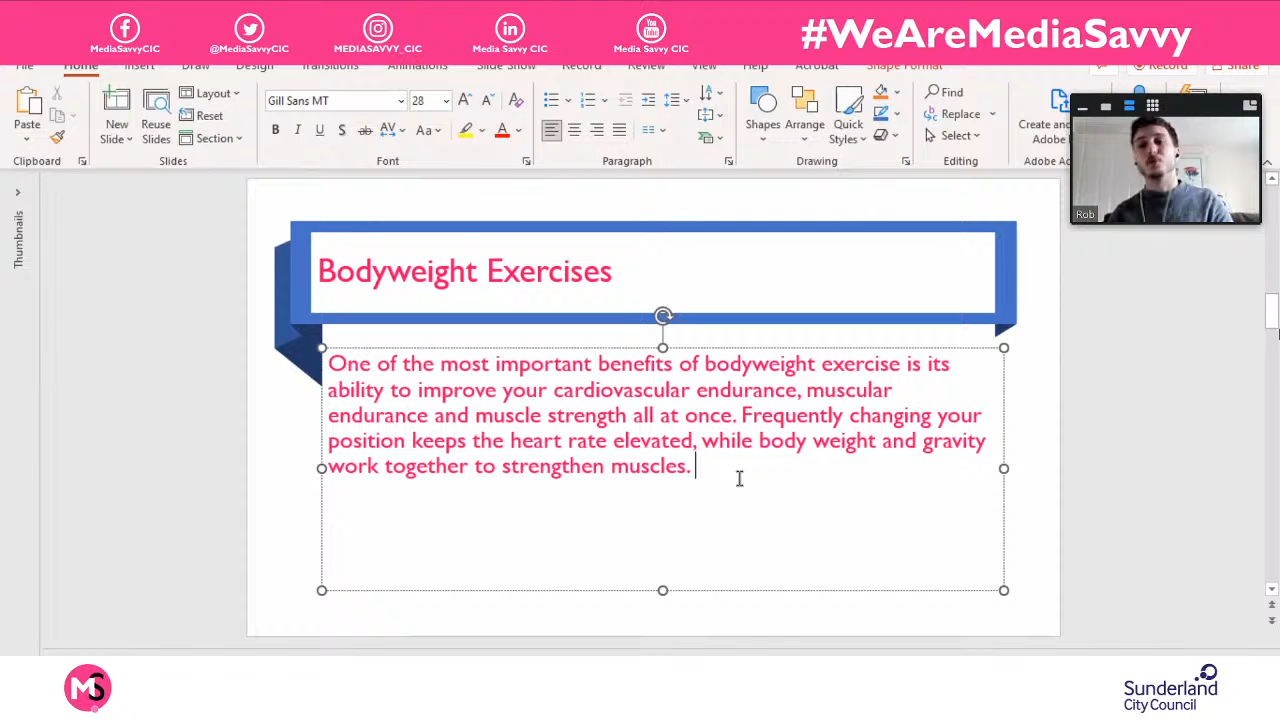 #WeAreMediaSavvy
MediaSavvyCIC
@MediaSavvyCIC
MEDIASAVVY_CIC
Media Savvy CIC
You Tube
Media Savvy CIC
File
Home
Insert
Draw
Design
Transitions
Animations
Slide Show
Record
Review
View
Help
Acrobat
Shape Format
Record
Share
Paste
Clipboard
New Slide
Reuse Slides
Layout
Reset
Section
Slides
Gill Sans MT
28
Font
Paragraph
Shapes
Arrange
Quick Styles
Drawing
Find
Replace
Select
Editing
Create and
Adobe
Adobe A
Rob
Thumbnails
Bodyweight Exercises
One of the most important benefits of bodyweight exercise is its
ability to improve your cardiovascular endurance, muscular
endurance and muscle strength all at once. Frequently changing your
position keeps the heart rate elevated, while body weight and gravity
work together to strengthen muscles.
MS
Sunderland
City Council